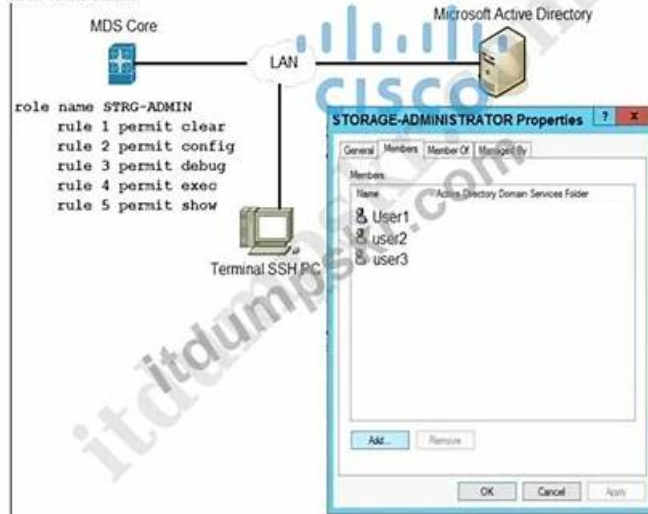 MDS Core
Microsoft Active Directory
LAN
CISCO
role name STRG-ADMIN
rule 1 permit clear
rule 2 permit config
rule 3 permit debug
rule 4 permit exec
rule 5 permit show
Terminal SSH PC
STORAGE-ADMINISTRATOR Properties
? X
General Members Member Of Managed By
Members
Name Active Directory Domain Services Folder
User1
user2
user3
Add... Remove
OK Cancel Apply
itdumpskr.com